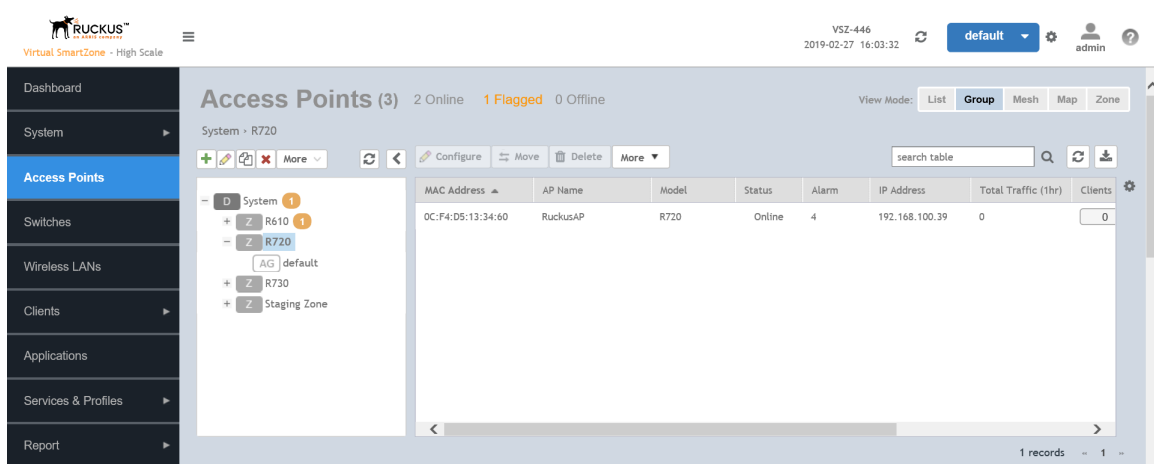 RUCKUS™
an ARRIS company
Virtual SmartZone - High Scale
VSZ-446
2019-02-27 16:03:32
default
admin
Dashboard
System
Access Points
Switches
Wireless LANs
Clients
Applications
Services & Profiles
Report
Access Points (3) 2 Online 1 Flagged 0 Offline
View Mode: List Group Mesh Map Zone
System › R720
More
Configure Move Delete More
search table
D System 1
Z R610 1
Z R720
AG default
Z R730
Z Staging Zone
MAC Address AP Name Model Status Alarm IP Address Total Traffic (1hr) Clients
0C:F4:D5:13:34:60 RuckusAP R720 Online 4 192.168.100.39 0 0
1 records « 1 »